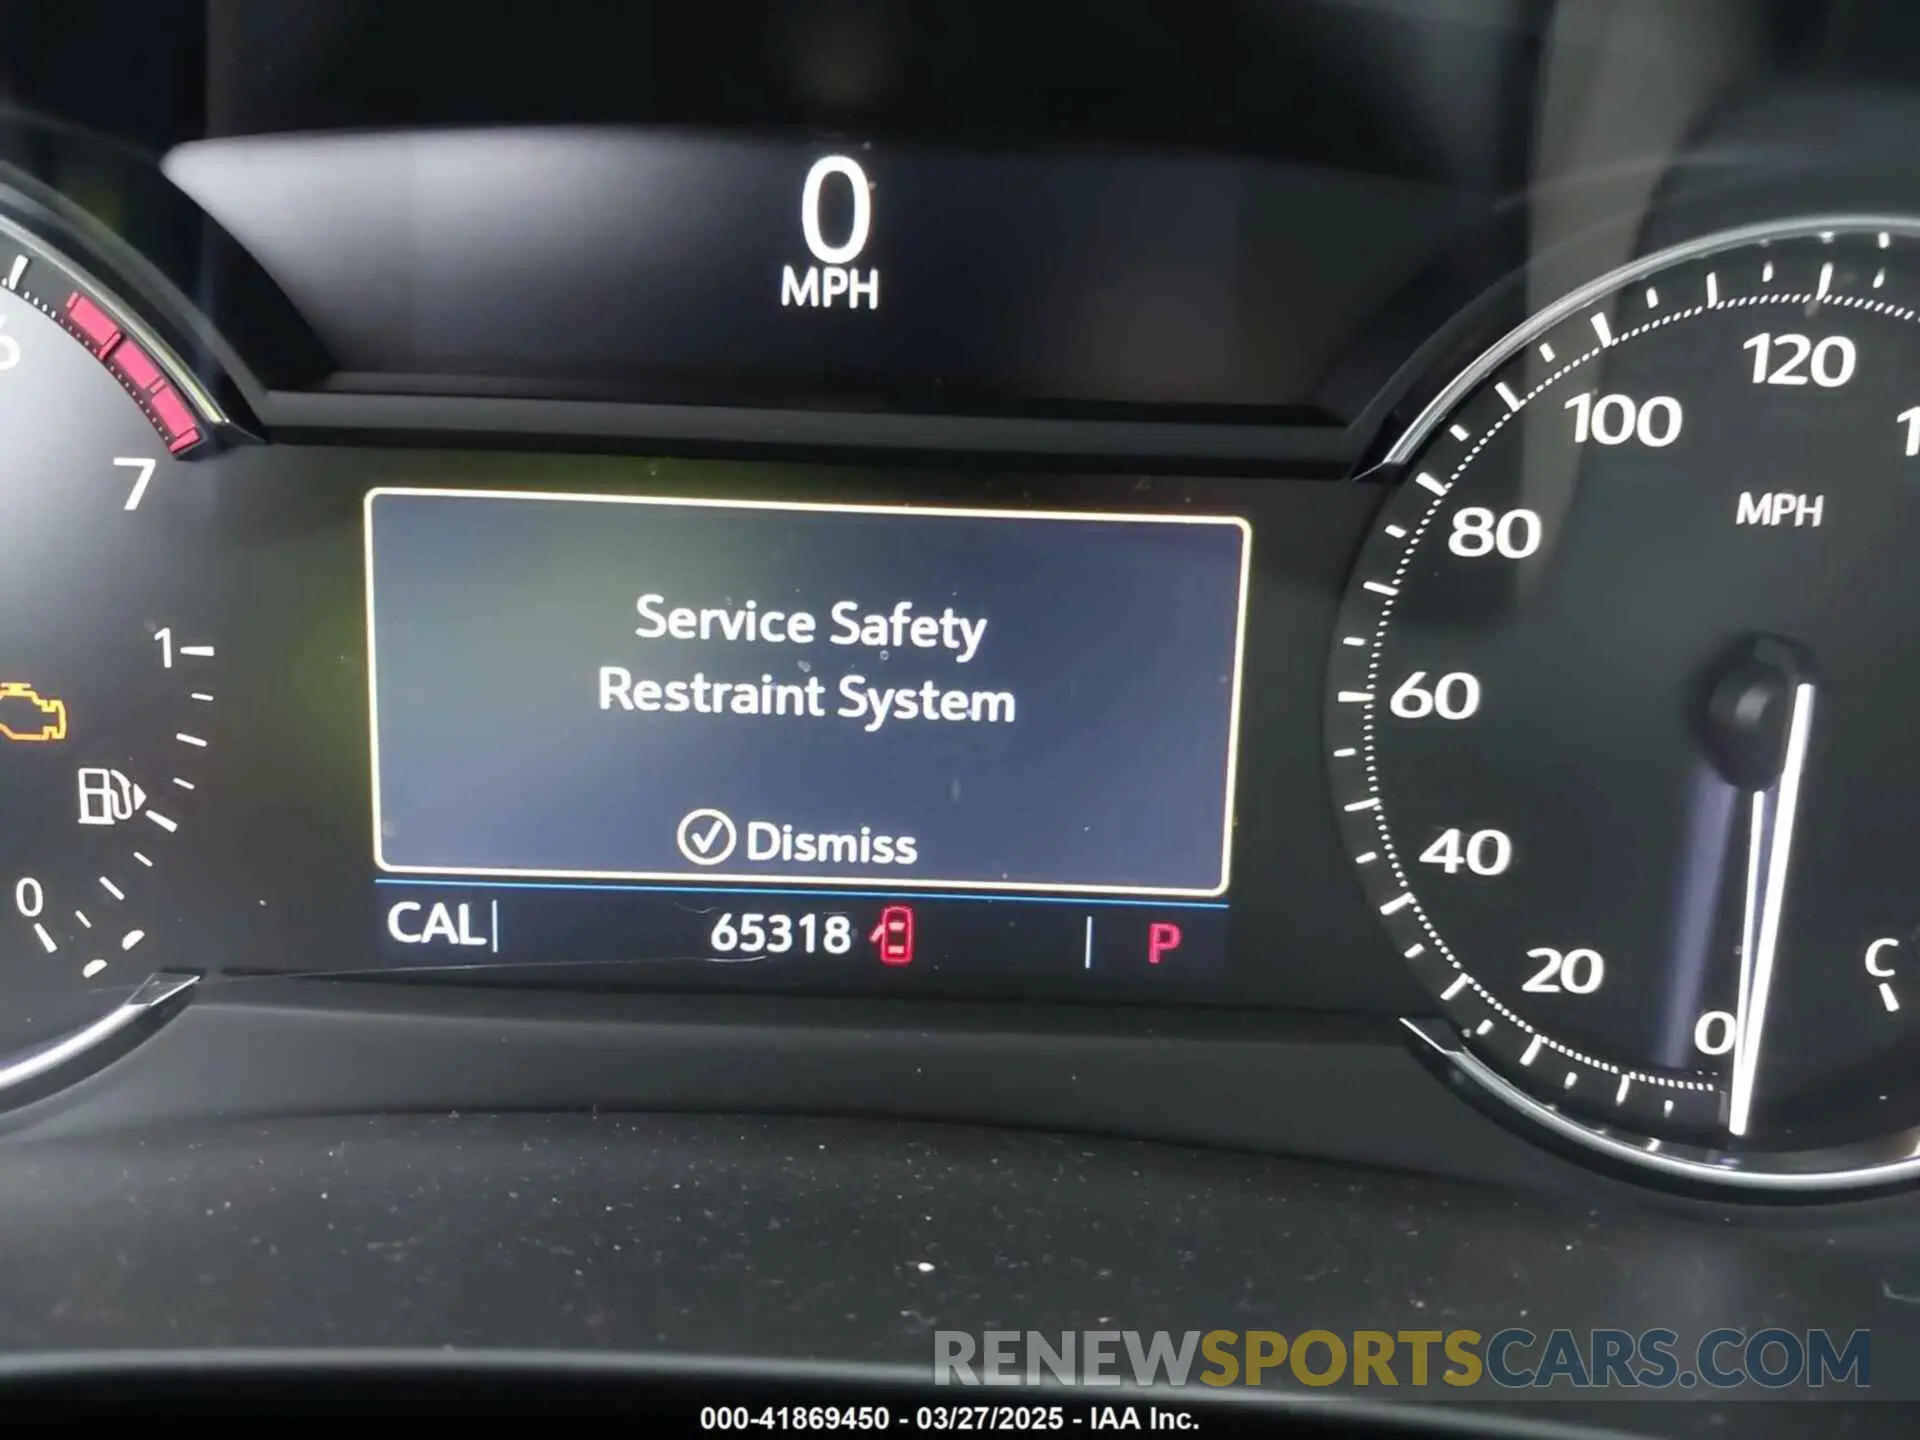 0
MPH
6
7
1
0
Service Safety
Restraint System
Dismiss
CAL
65318
P
120
100
MPH
80
60
40
20
0
C
RENEWSPORTSCARS.COM
000-41869450 - 03/27/2025 - IAA Inc.